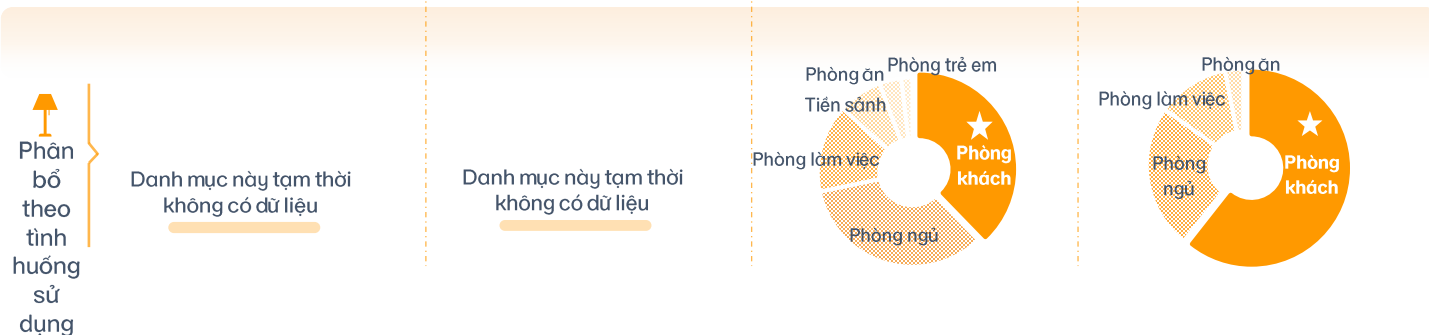 Phân
bổ
theo
tình
huống
sử
dụng
Danh mục này tạm thời
không có dữ liệu
Danh mục này tạm thời
không có dữ liệu
Phòng ăn
Phòng trẻ em
Tiền sảnh
Phòng làm việc
Phòng
khách
Phòng ngủ
Phòng ăn
Phòng làm việc
Phòng
ngủ
Phòng
khách